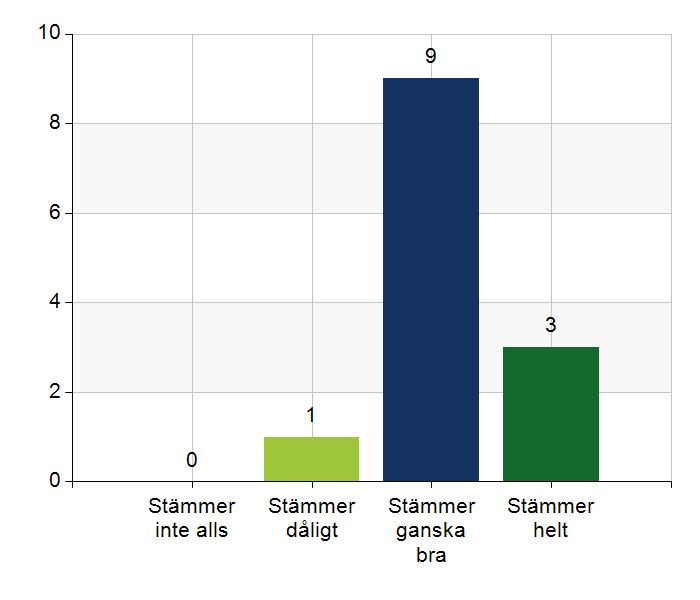 10
9
8
6
4
3
2
1
0
0
Stämmer
inte alls
Stämmer
dåligt
Stämmer
ganska
bra
Stämmer
helt